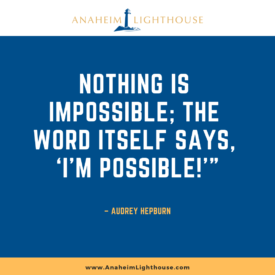 ANAHEIM LIGHTHOUSE
NOTHING IS
IMPOSSIBLE; THE
WORD ITSELF SAYS,
‘I’M POSSIBLE!’”
– AUDREY HEPBURN
www.AnaheimLighthouse.com